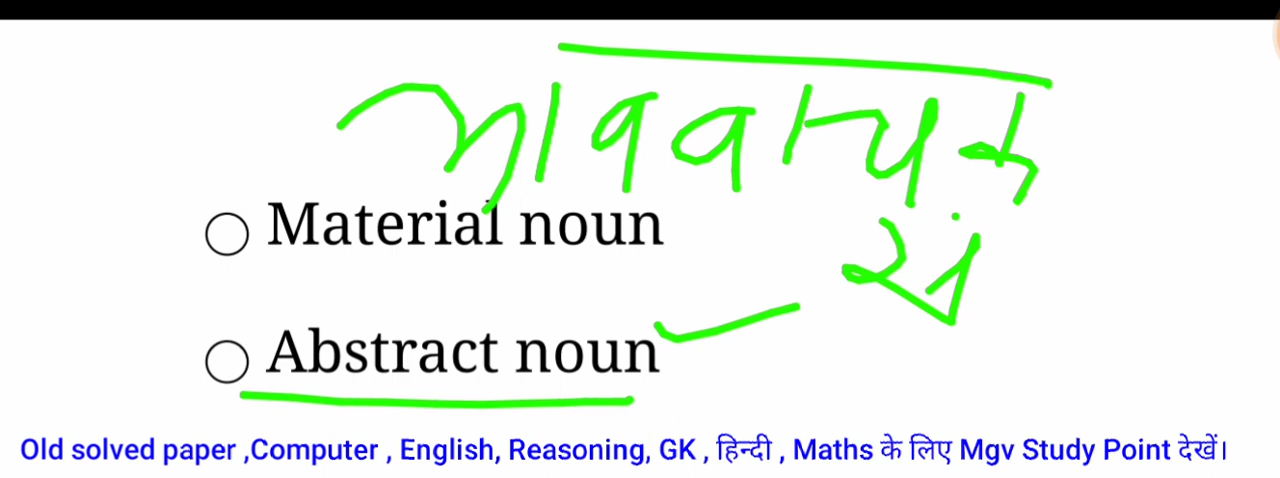 भाववाचक
सं
Material noun
Abstract noun
Old solved paper ,Computer , English, Reasoning, GK , हिन्दी , Maths के लिए Mgv Study Point देखें।